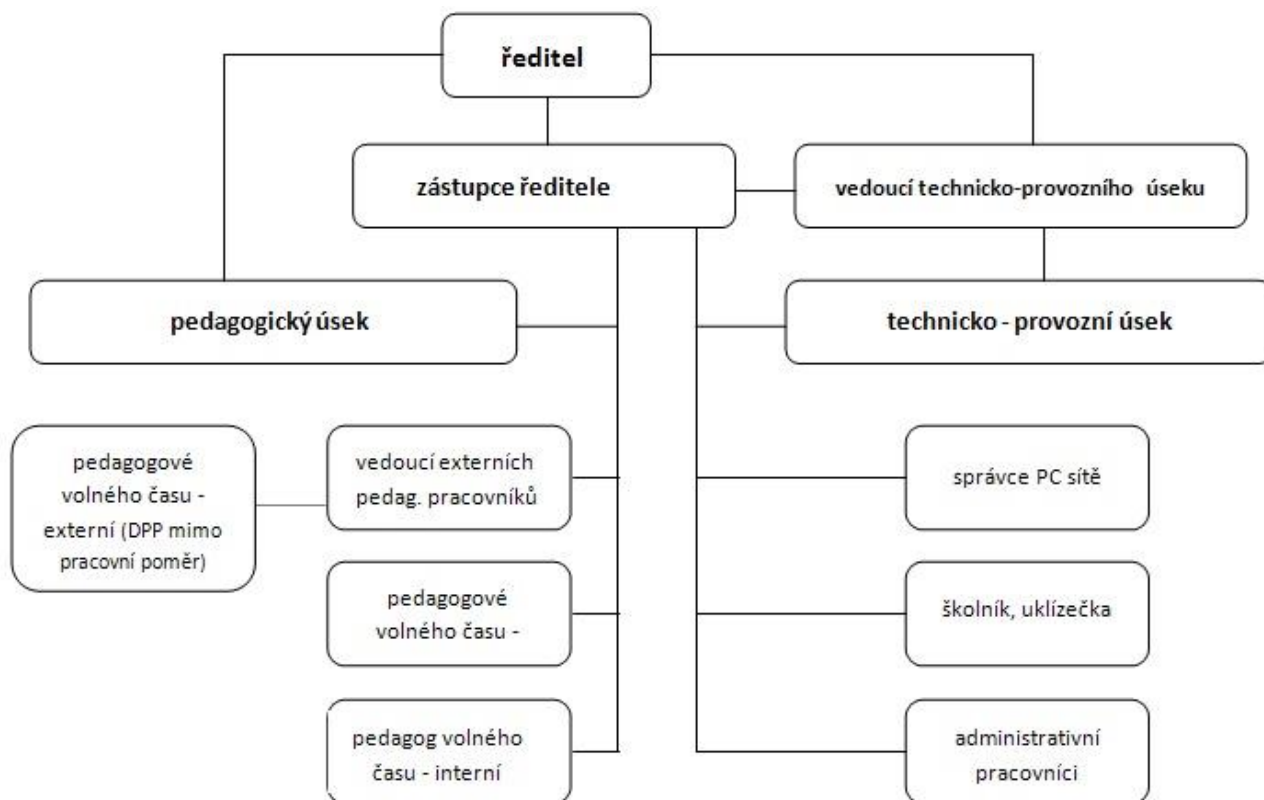 ředitel
zástupce ředitele
vedoucí technicko-provozního úseku
pedagogický úsek
technicko - provozní úsek
pedagogové
volného času -
externí (DPP mimo
pracovní poměr)
vedoucí externích
pedag. pracovníků
správce PC sítě
pedagogové
volného času -
školník, uklízečka
pedagog volného
času - interní
administrativní
pracovníci